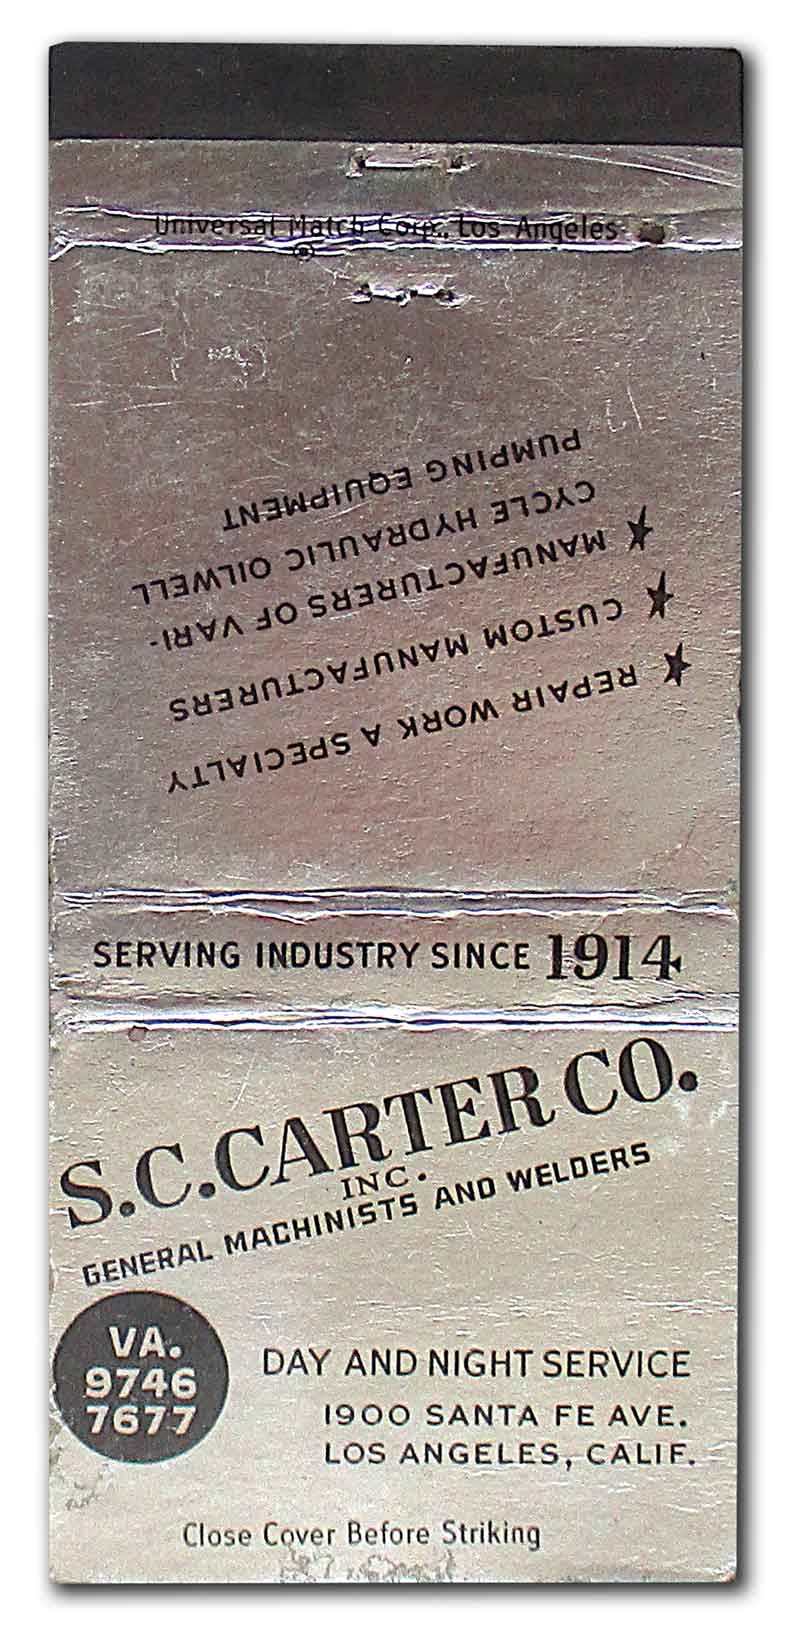 Universal Match Corp., Los Angeles
★ REPAIR WORK A SPECIALTY
★ CUSTOM MANUFACTURERS
★ MANUFACTURERS OF VARI-
CYCLE HYDRAULIC OILWELL
PUMPING EQUIPMENT
SERVING INDUSTRY SINCE 1914
S.C.CARTER CO.
INC.
GENERAL MACHINISTS AND WELDERS
VA.
9746
7677
DAY AND NIGHT SERVICE
1900 SANTA FE AVE.
LOS ANGELES, CALIF.
Close Cover Before Striking